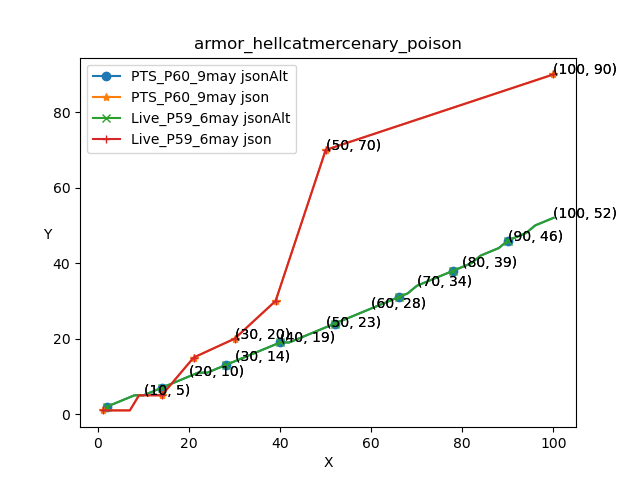 armor_hellcatmercenary_poison
PTS_P60_9may jsonAlt
PTS_P60_9may json
Live_P59_6may jsonAlt
Live_P59_6may json
(100, 90)
(50, 70)
(100, 52)
(90, 46)
(80, 39)
(70, 34)
(60, 28)
(50, 23)
(30, 20)
(40, 19)
(30, 14)
(20, 10)
(10, 5)
80
60
40
20
0
Y
0 20 40 60 80 100
X